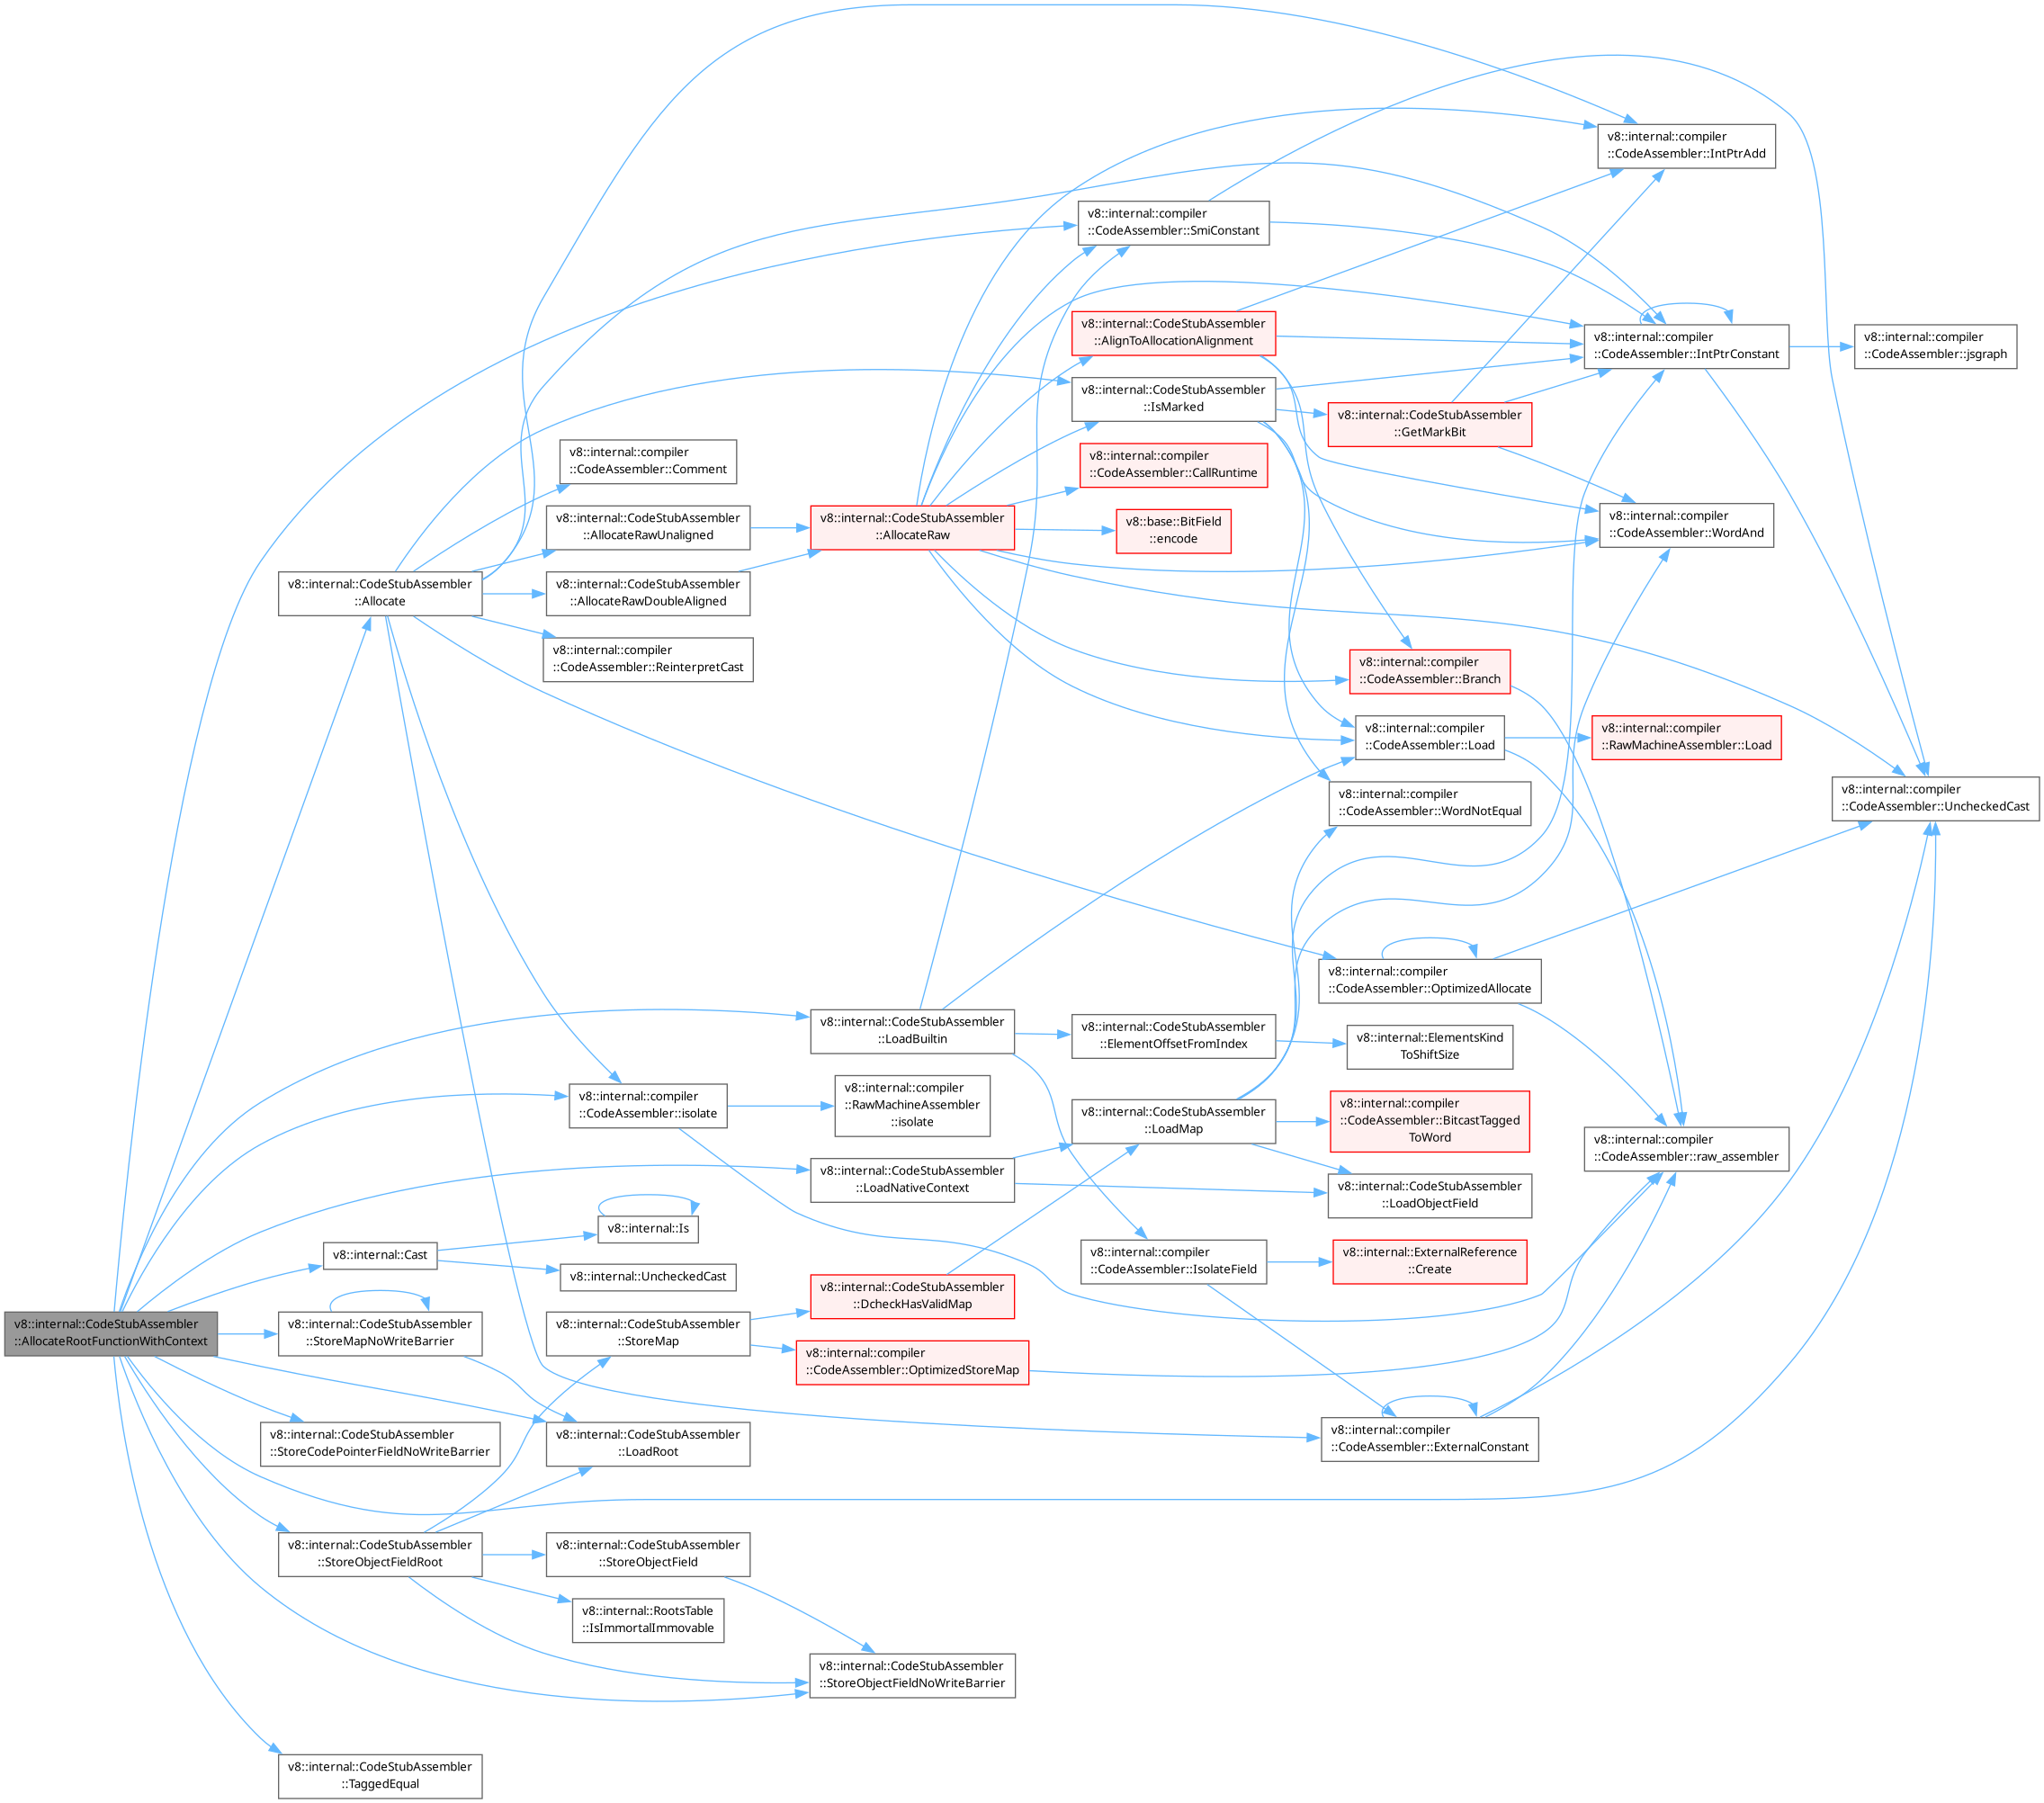 v8::internal::CodeStubAssembler
::AllocateRootFunctionWithContext
v8::internal::CodeStubAssembler
::Allocate
v8::internal::Cast
v8::internal::CodeStubAssembler
::StoreMapNoWriteBarrier
v8::internal::CodeStubAssembler
::StoreCodePointerFieldNoWriteBarrier
v8::internal::CodeStubAssembler
::StoreObjectFieldRoot
v8::internal::CodeStubAssembler
::TaggedEqual
v8::internal::compiler
::CodeAssembler::Comment
v8::internal::CodeStubAssembler
::AllocateRawUnaligned
v8::internal::CodeStubAssembler
::AllocateRawDoubleAligned
v8::internal::compiler
::CodeAssembler::ReinterpretCast
v8::internal::compiler
::CodeAssembler::isolate
v8::internal::Is
v8::internal::UncheckedCast
v8::internal::CodeStubAssembler
::StoreMap
v8::internal::CodeStubAssembler
::LoadRoot
v8::internal::CodeStubAssembler
::StoreObjectField
v8::internal::RootsTable
::IsImmortalImmovable
v8::internal::CodeStubAssembler
::AllocateRaw
v8::internal::CodeStubAssembler
::LoadBuiltin
v8::internal::compiler
::RawMachineAssembler
::isolate
v8::internal::CodeStubAssembler
::LoadNativeContext
v8::internal::CodeStubAssembler
::DcheckHasValidMap
v8::internal::compiler
::CodeAssembler::OptimizedStoreMap
v8::internal::CodeStubAssembler
::StoreObjectFieldNoWriteBarrier
v8::internal::compiler
::CodeAssembler::SmiConstant
v8::internal::CodeStubAssembler
::AlignToAllocationAlignment
v8::internal::CodeStubAssembler
::IsMarked
v8::internal::compiler
::CodeAssembler::CallRuntime
v8::base::BitField
::encode
v8::internal::CodeStubAssembler
::ElementOffsetFromIndex
v8::internal::CodeStubAssembler
::LoadMap
v8::internal::compiler
::CodeAssembler::IsolateField
v8::internal::CodeStubAssembler
::GetMarkBit
v8::internal::compiler
::CodeAssembler::Branch
v8::internal::compiler
::CodeAssembler::Load
v8::internal::compiler
::CodeAssembler::WordNotEqual
v8::internal::compiler
::CodeAssembler::OptimizedAllocate
v8::internal::ElementsKind
ToShiftSize
v8::internal::compiler
::CodeAssembler::BitcastTagged
ToWord
v8::internal::CodeStubAssembler
::LoadObjectField
v8::internal::ExternalReference
::Create
v8::internal::compiler
::CodeAssembler::ExternalConstant
v8::internal::compiler
::CodeAssembler::IntPtrAdd
v8::internal::compiler
::CodeAssembler::IntPtrConstant
v8::internal::compiler
::CodeAssembler::WordAnd
v8::internal::compiler
::RawMachineAssembler::Load
v8::internal::compiler
::CodeAssembler::raw_assembler
v8::internal::compiler
::CodeAssembler::jsgraph
v8::internal::compiler
::CodeAssembler::UncheckedCast